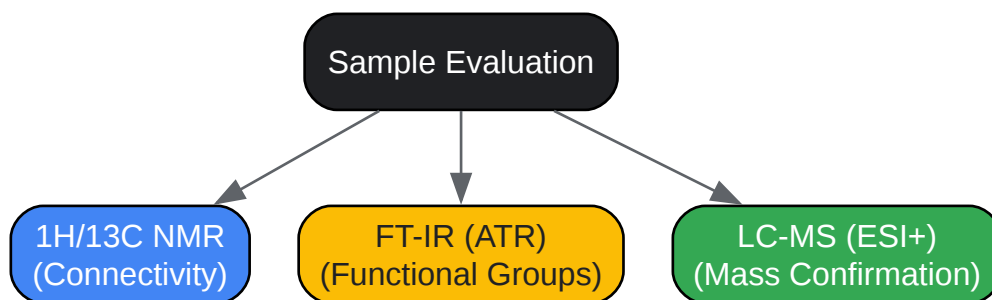 Sample Evaluation
1H/13C NMR
(Connectivity)
FT-IR (ATR)
(Functional Groups)
LC-MS (ESI+)
(Mass Confirmation)